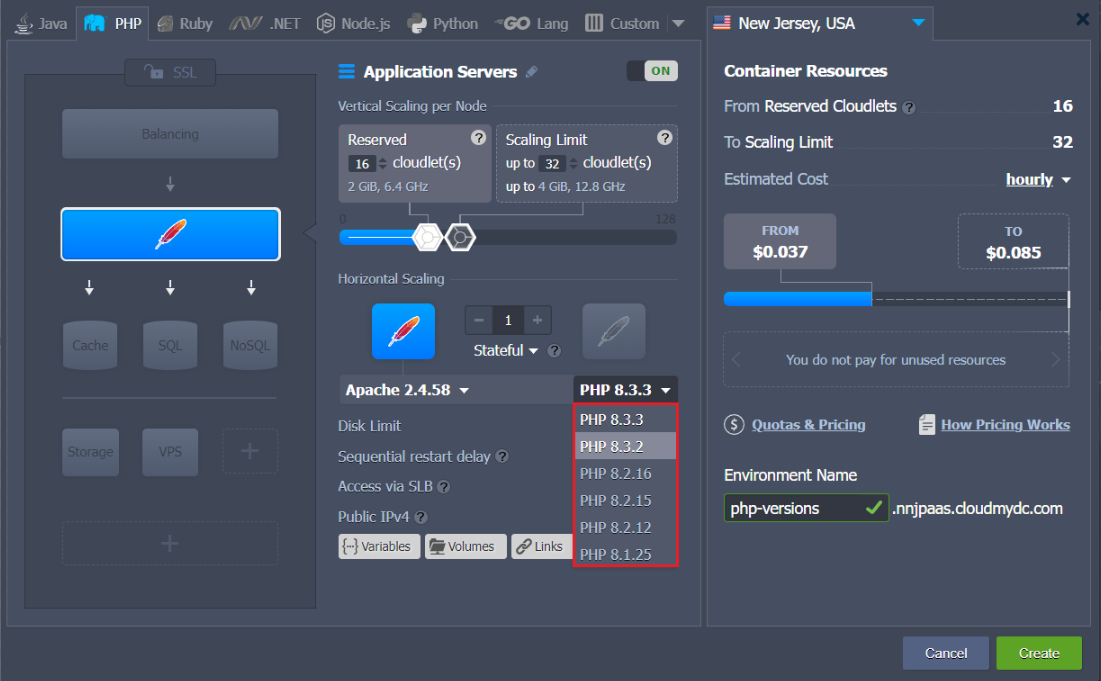 Java PHP Ruby .NET Node.js Python GO Lang Custom
New Jersey, USA
SSL
Balancing
Cache SQL NoSQL
Storage VPS
Application Servers ON
Vertical Scaling per Node
Reserved ?
16 cloudlet(s)
2 GiB, 6.4 GHz
Scaling Limit ?
up to 32 cloudlet(s)
up to 4 GiB, 12.8 GHz
0 128
Horizontal Scaling
1
Stateful ?
Apache 2.4.58 PHP 8.3.3
PHP 8.3.3
PHP 8.3.2
PHP 8.2.16
PHP 8.2.15
PHP 8.2.12
PHP 8.1.25
Disk Limit
Sequential restart delay ?
Access via SLB ?
Public IPv4 ?
Variables Volumes Links
Container Resources
From Reserved Cloudlets ? 16
To Scaling Limit 32
Estimated Cost hourly
FROM
$0.037
TO
$0.085
You do not pay for unused resources
$ Quotas & Pricing How Pricing Works
Environment Name
php-versions .nnjpaas.cloudmydc.com
Cancel Create